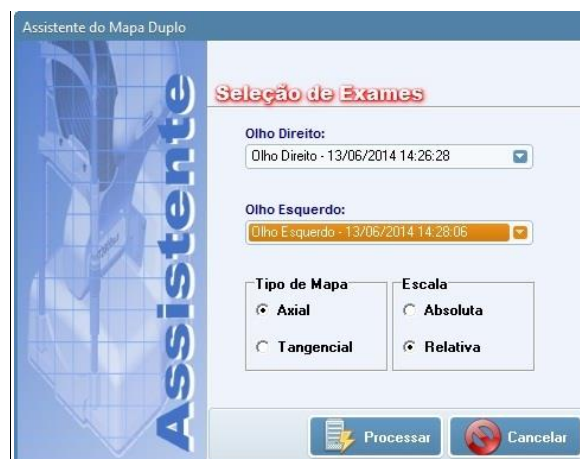 Assistente do Mapa Duplo
Assistente
Seleção de Exames
Olho Direito:
Olho Direito - 13/06/2014 14:26:28
Olho Esquerdo:
Olho Esquerdo - 13/06/2014 14:28:06
Tipo de Mapa
Axial
Tangencial
Escala
Absoluta
Relativa
Processar
Cancelar